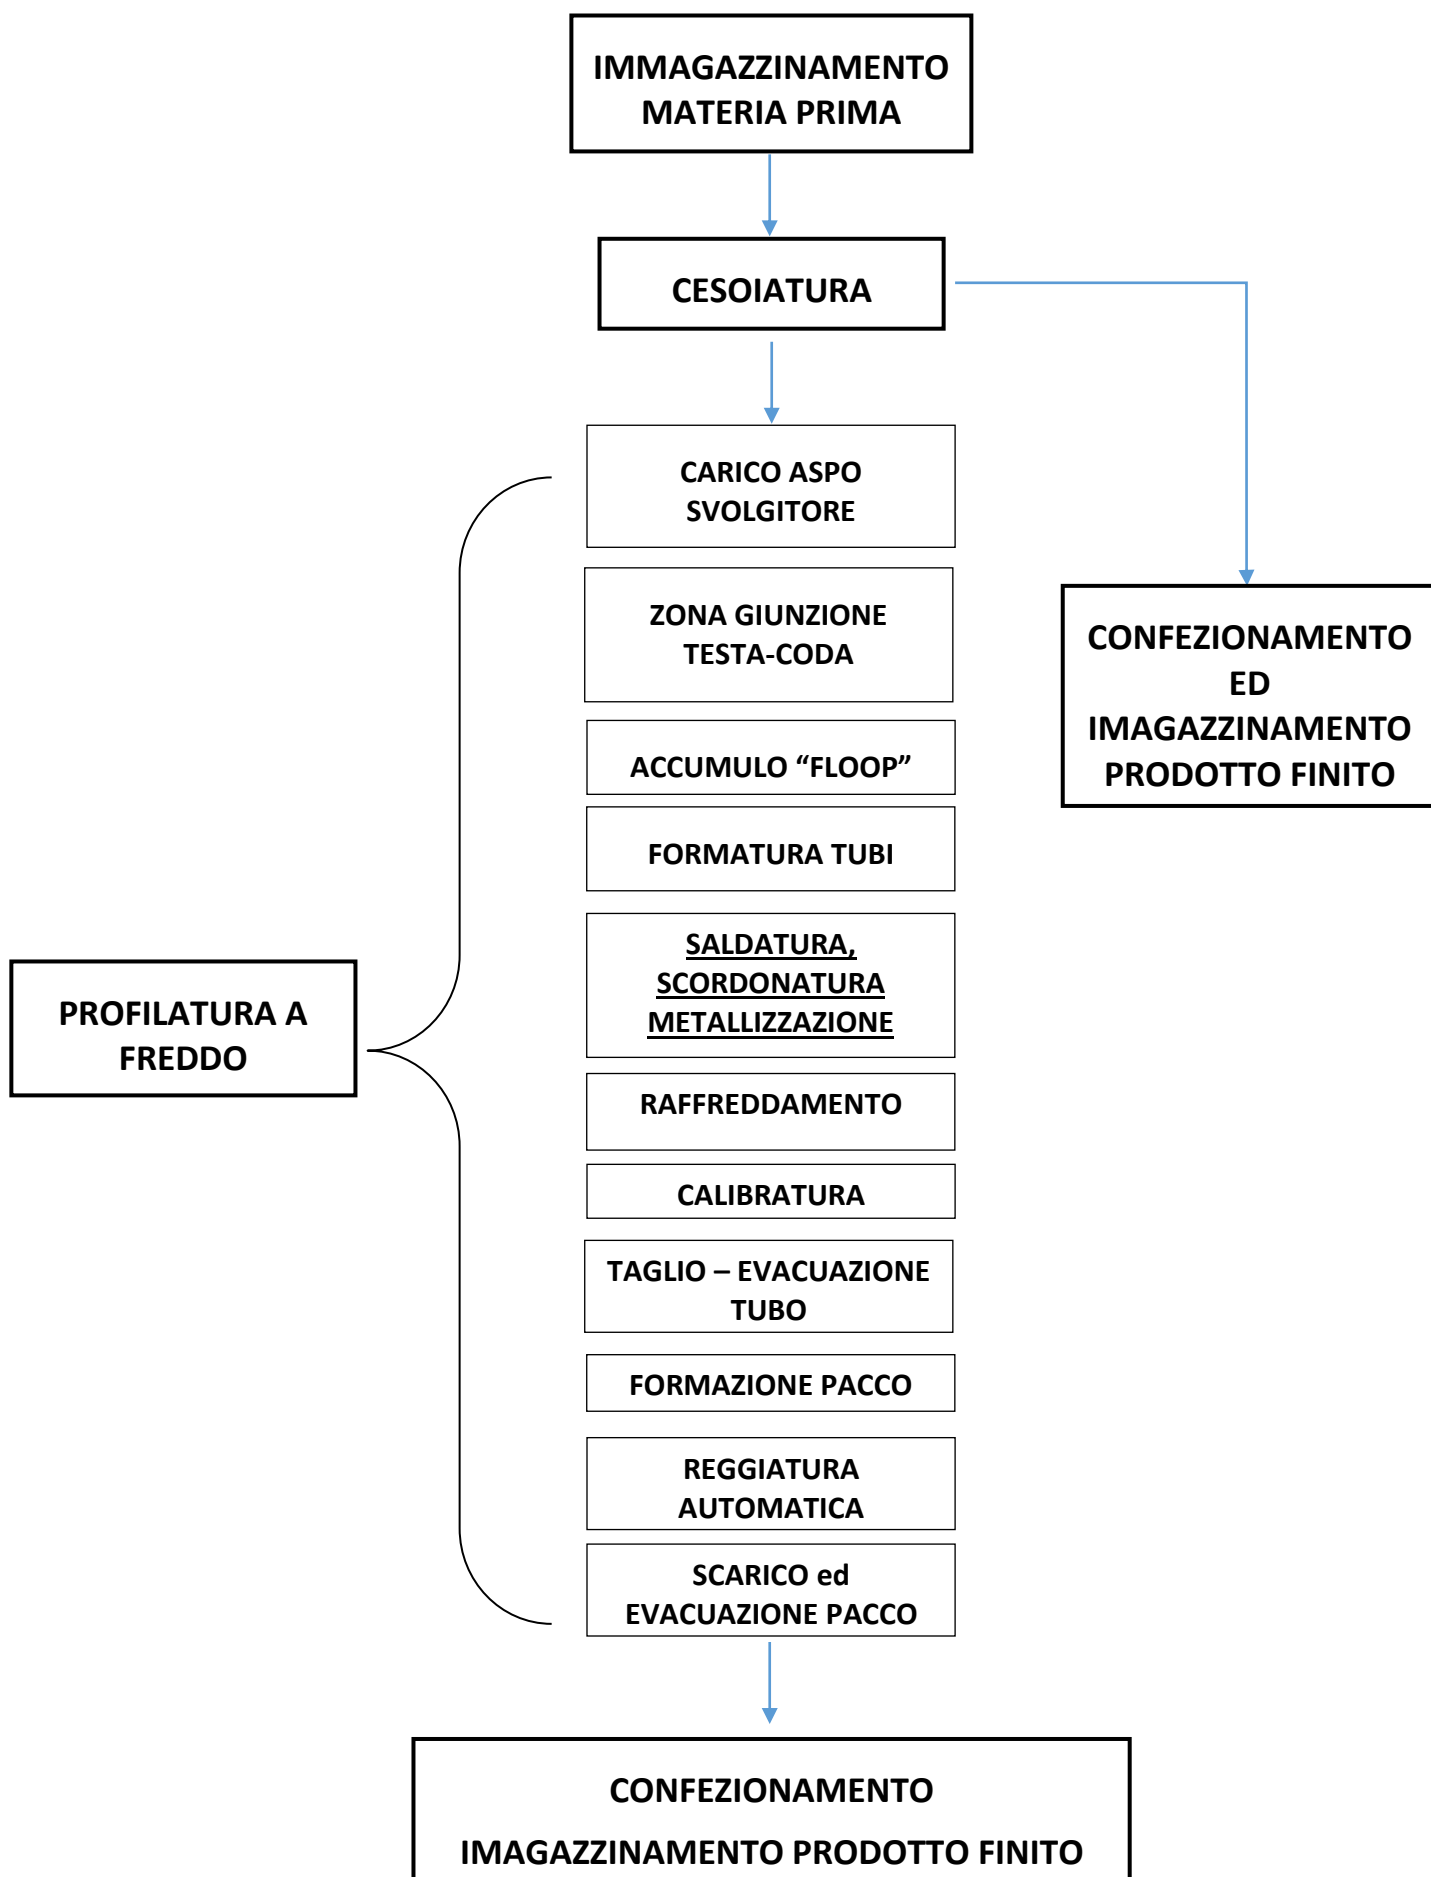 IMMAGAZZINAMENTO
MATERIA PRIMA
CESOIATURA
CARICO ASPO
SVOLGITORE
ZONA GIUNZIONE
TESTA-CODA
CONFEZIONAMENTO
ED
IMAGAZZINAMENTO
PRODOTTO FINITO
ACCUMULO “FLOOP”
FORMATURA TUBI
SALDATURA,
SCORDONATURA
METALLIZZAZIONE
PROFILATURA A
FREDDO
RAFFREDDAMENTO
CALIBRATURA
TAGLIO – EVACUAZIONE
TUBO
FORMAZIONE PACCO
REGGIATURA
AUTOMATICA
SCARICO ed
EVACUAZIONE PACCO
CONFEZIONAMENTO
IMAGAZZINAMENTO PRODOTTO FINITO